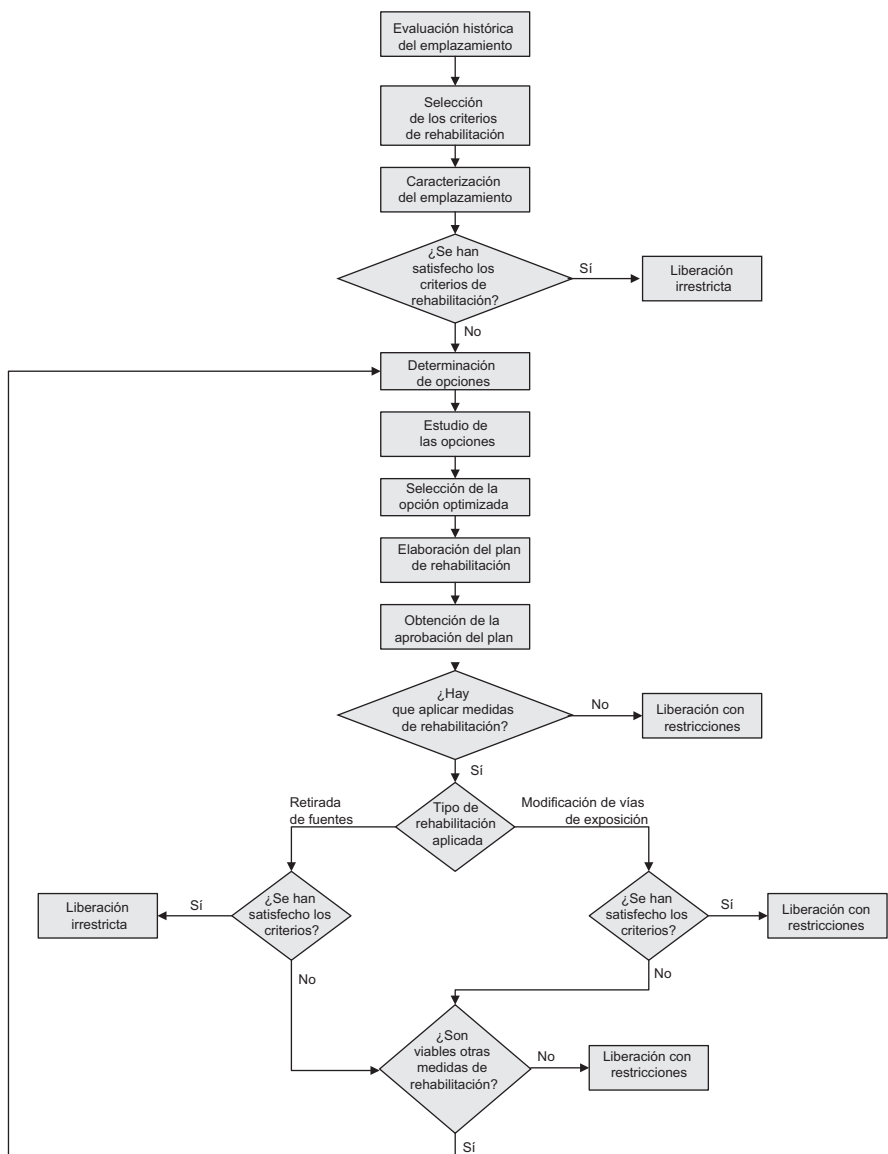 Evaluación histórica
del emplazamiento
Selección
de los criterios
de rehabilitación
Caracterización
del emplazamiento
¿Se han
satisfecho los
criterios de
rehabilitación?
Sí
Liberación
irrestricta
No
Determinación
de opciones
Estudio de
las opciones
Selección de la
opción optimizada
Elaboración del plan
de rehabilitación
Obtención de la
aprobación del plan
¿Hay
que aplicar medidas
de rehabilitación?
No
Liberación con
restricciones
Sí
Retirada
de fuentes
Tipo de
rehabilitación
aplicada
Modificación de vías
de exposición
Liberación
irrestricta
Sí
¿Se han
satisfecho los
criterios?
¿Se han
satisfecho los
criterios?
Sí
Liberación con
restricciones
No
No
¿Son
viables otras
medidas de
rehabilitación?
No
Liberación con
restricciones
Sí